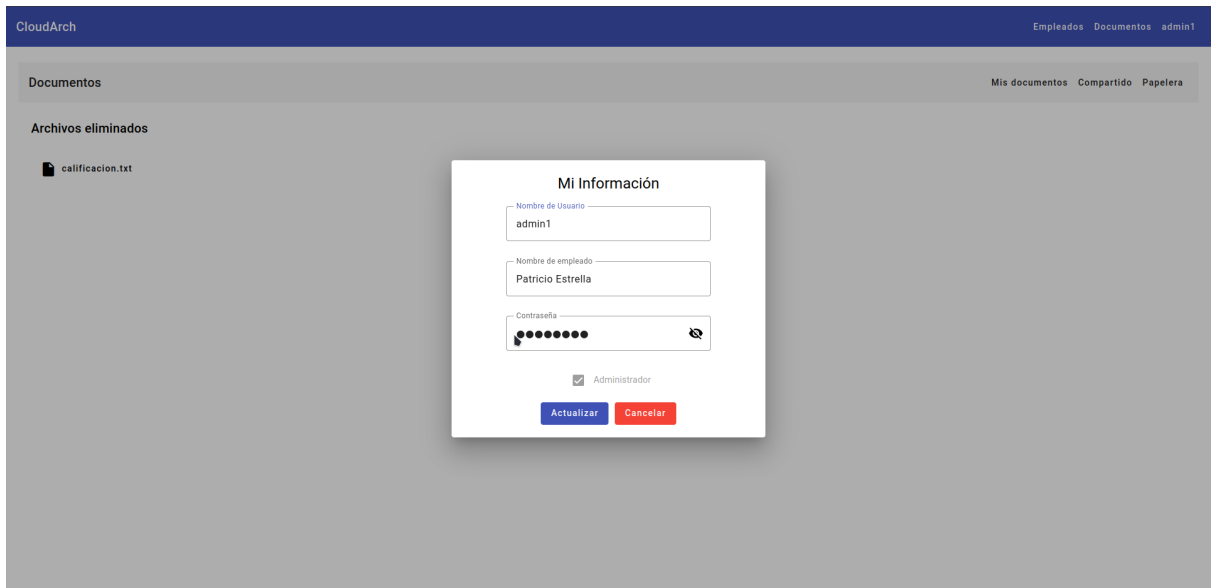 CloudArch
Empleados Documentos admin1
Documentos
Mis documentos Compartido Papelera
Archivos eliminados
calificacion.txt
Mi Información
Nombre de Usuario
admin1
Nombre de empleado
Patricio Estrella
Contraseña
●●●●●●●●
Administrador
Actualizar Cancelar